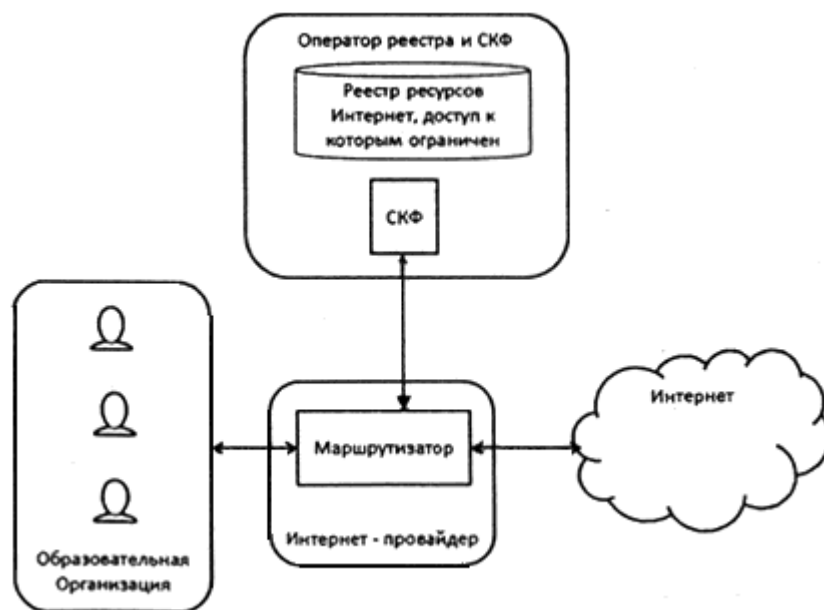 Оператор реестра и СКФ
Реестр ресурсов
Интернет, доступ к
которым ограничен
СКФ
Интернет
Маршрутизатор
Интернет - провайдер
Образовательная
Организация